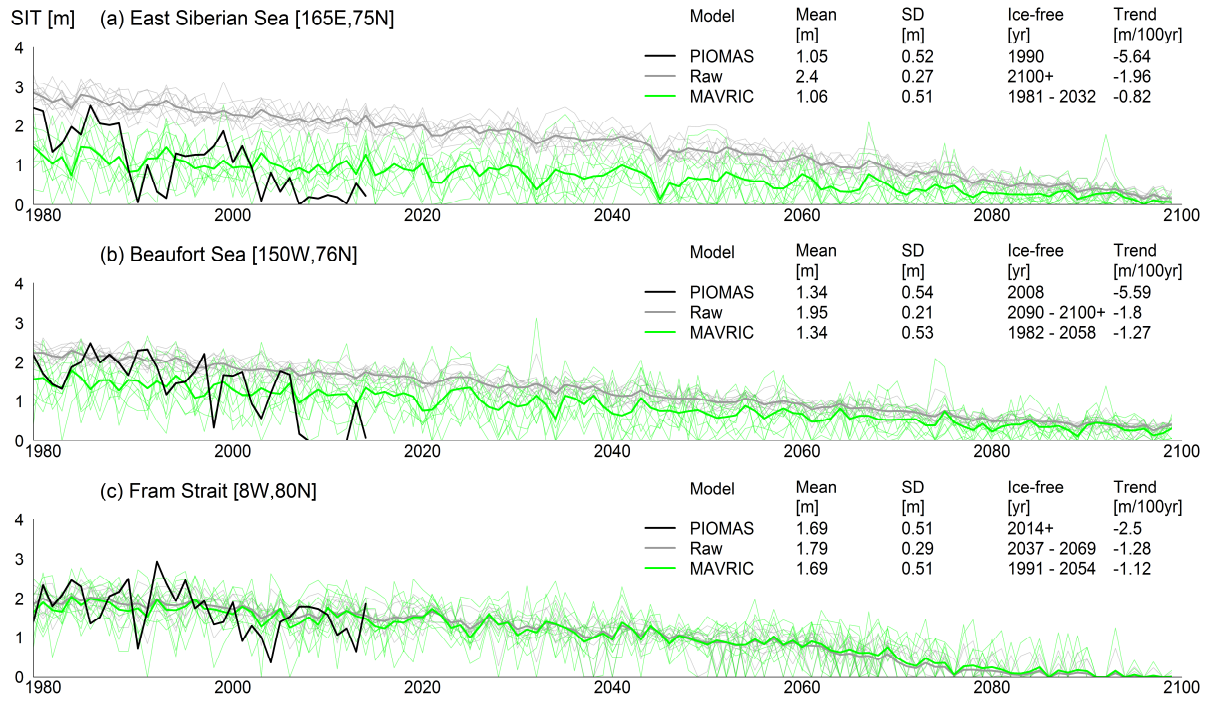 SIT [m] (a) East Siberian Sea [165E,75N]
Model Mean SD Ice-free Trend
[m] [m] [yr] [m/100yr]
PIOMAS 1.05 0.52 1990 -5.64
Raw 2.4 0.27 2100+ -1.96
MAVRIC 1.06 0.51 1981 - 2032 -0.82
4
3
2
1
0
1980 2000 2020 2040 2060 2080 2100
(b) Beaufort Sea [150W,76N]
Model Mean SD Ice-free Trend
[m] [m] [yr] [m/100yr]
PIOMAS 1.34 0.54 2008 -5.59
Raw 1.95 0.21 2090 - 2100+ -1.8
MAVRIC 1.34 0.53 1982 - 2058 -1.27
4
3
2
1
0
1980 2000 2020 2040 2060 2080 2100
(c) Fram Strait [8W,80N]
Model Mean SD Ice-free Trend
[m] [m] [yr] [m/100yr]
PIOMAS 1.69 0.51 2014+ -2.5
Raw 1.79 0.29 2037 - 2069 -1.28
MAVRIC 1.69 0.51 1991 - 2054 -1.12
4
3
2
1
0
1980 2000 2020 2040 2060 2080 2100